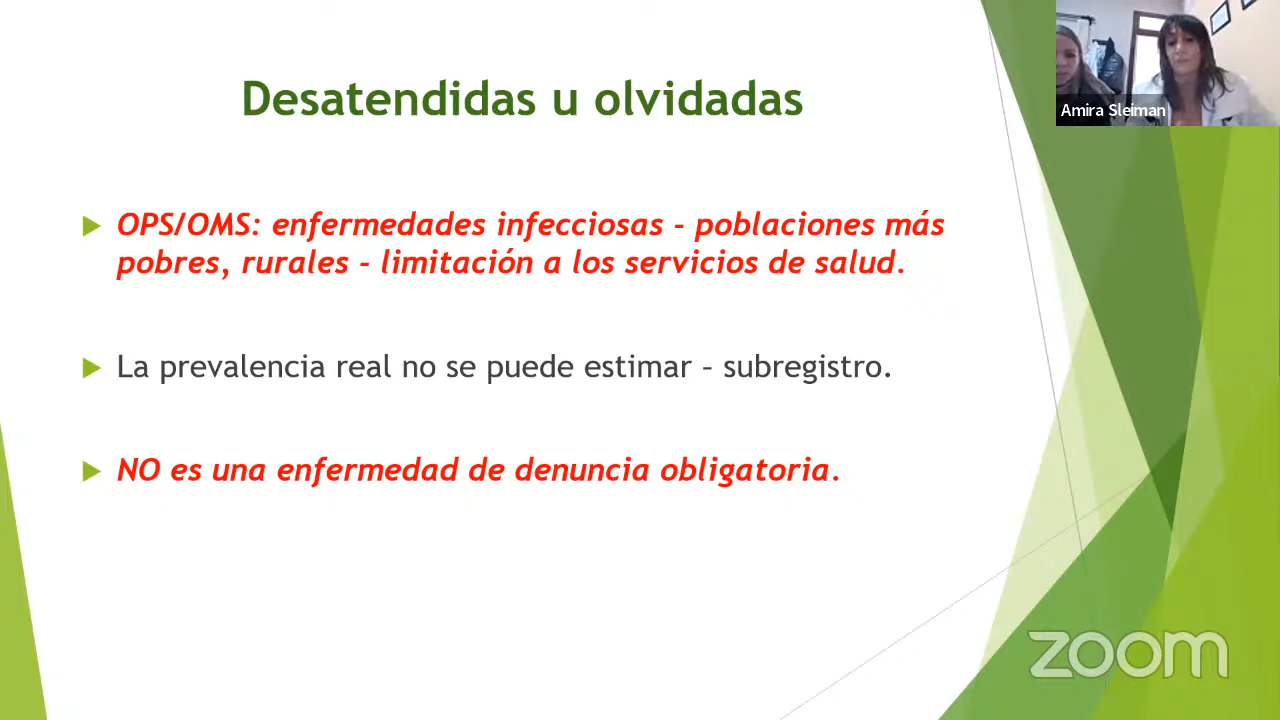 Desatendidas u olvidadas
Amira Sleiman
OPS/OMS: enfermedades infecciosas - poblaciones más
pobres, rurales - limitación a los servicios de salud.
La prevalencia real no se puede estimar – subregistro.
NO es una enfermedad de denuncia obligatoria.
zoom